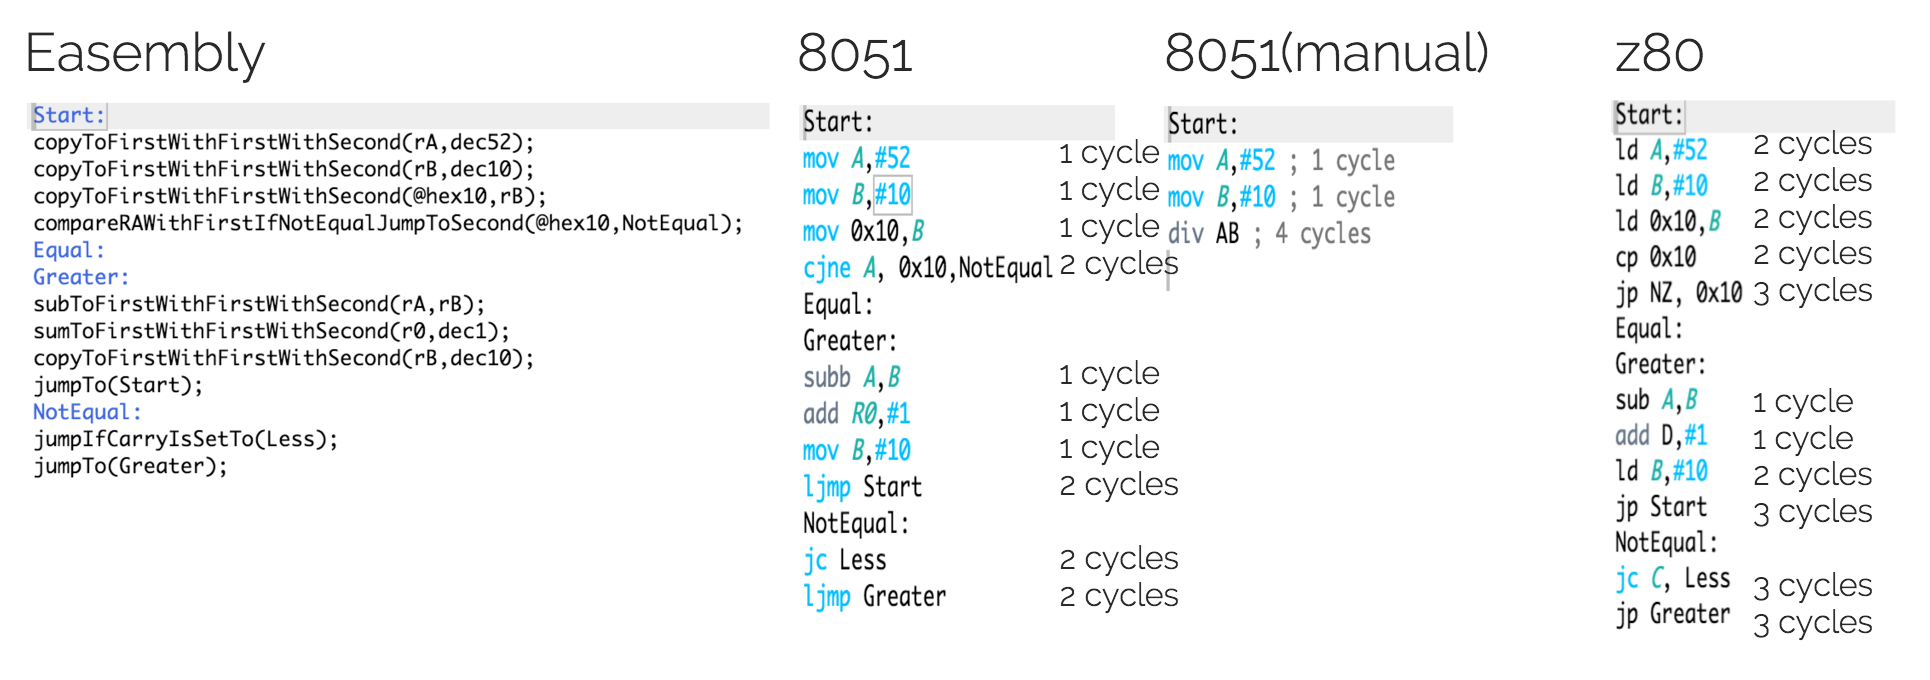 Easembly
Start:
copyToFirstWithFirstWithSecond(rA,dec52);
copyToFirstWithFirstWithSecond(rB,dec10);
copyToFirstWithFirstWithSecond(@hex10,rB);
compareRAWithFirstIfNotEqualJumpToSecond(@hex10,NotEqual);
Equal:
Greater:
subToFirstWithFirstWithSecond(rA,rB);
sumToFirstWithFirstWithSecond(r0,dec1);
copyToFirstWithFirstWithSecond(rB,dec10);
jumpTo(Start);
NotEqual:
jumpIfCarryIsSetTo(Less);
jumpTo(Greater);
8051
Start:
mov A,#52 1 cycle
mov B,#10 1 cycle
mov 0x10,B 1 cycle
cjne A, 0x10,NotEqual 2 cycles
Equal:
Greater:
subb A,B 1 cycle
add R0,#1 1 cycle
mov B,#10 1 cycle
ljmp Start 2 cycles
NotEqual:
jc Less 2 cycles
ljmp Greater 2 cycles
8051(manual)
Start:
mov A,#52 ; 1 cycle
mov B,#10 ; 1 cycle
div AB ; 4 cycles
z80
Start:
ld A,#52 2 cycles
ld B,#10 2 cycles
ld 0x10,B 2 cycles
cp 0x10 2 cycles
jp NZ, 0x10 3 cycles
Equal:
Greater:
sub A,B 1 cycle
add D,#1 1 cycle
ld B,#10 2 cycles
jp Start 3 cycles
NotEqual:
jc C, Less 3 cycles
jp Greater 3 cycles